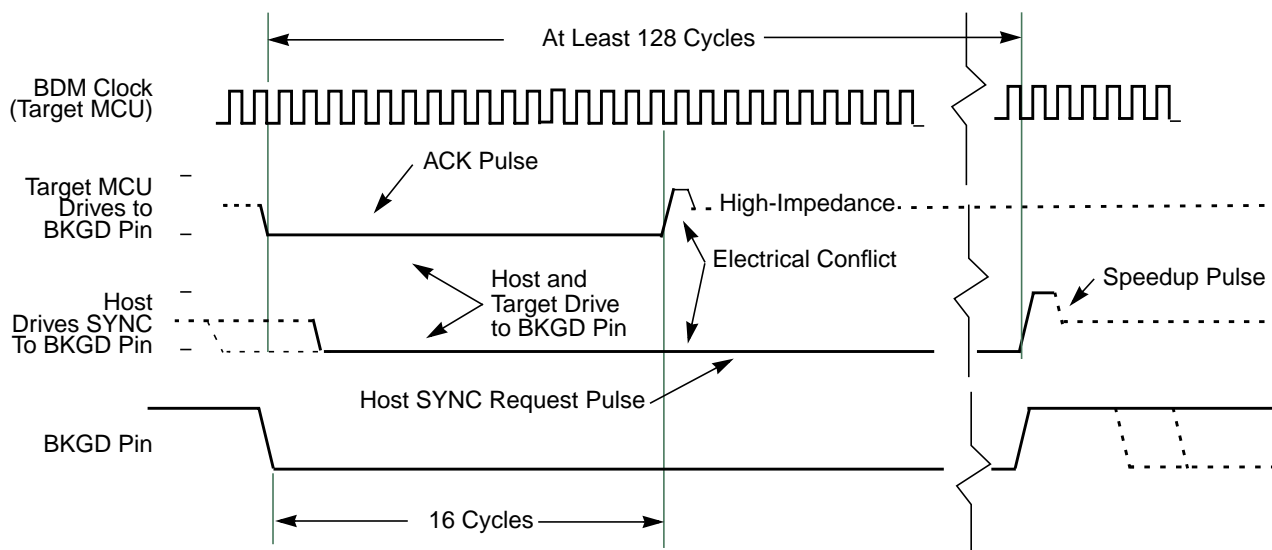 At Least 128 Cycles
BDM Clock
(Target MCU)
ACK Pulse
Target MCU
Drives to
BKGD Pin
High-Impedance
Electrical Conflict
Host and
Target Drive
to BKGD Pin
Speedup Pulse
Host
Drives SYNC
To BKGD Pin
Host SYNC Request Pulse
BKGD Pin
16 Cycles